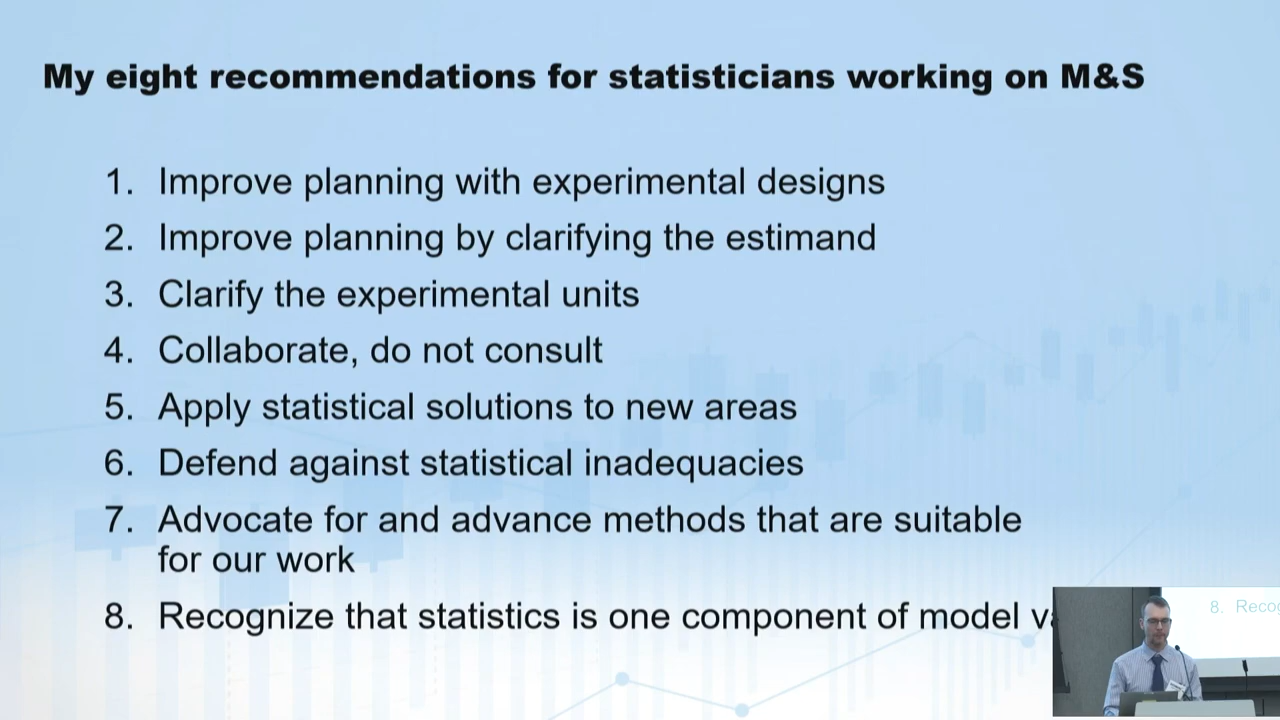 My eight recommendations for statisticians working on M&S
1. Improve planning with experimental designs
2. Improve planning by clarifying the estimand
3. Clarify the experimental units
4. Collaborate, do not consult
5. Apply statistical solutions to new areas
6. Defend against statistical inadequacies
7. Advocate for and advance methods that are suitable
for our work
8. Recognize that statistics is one component of model
8. Recog